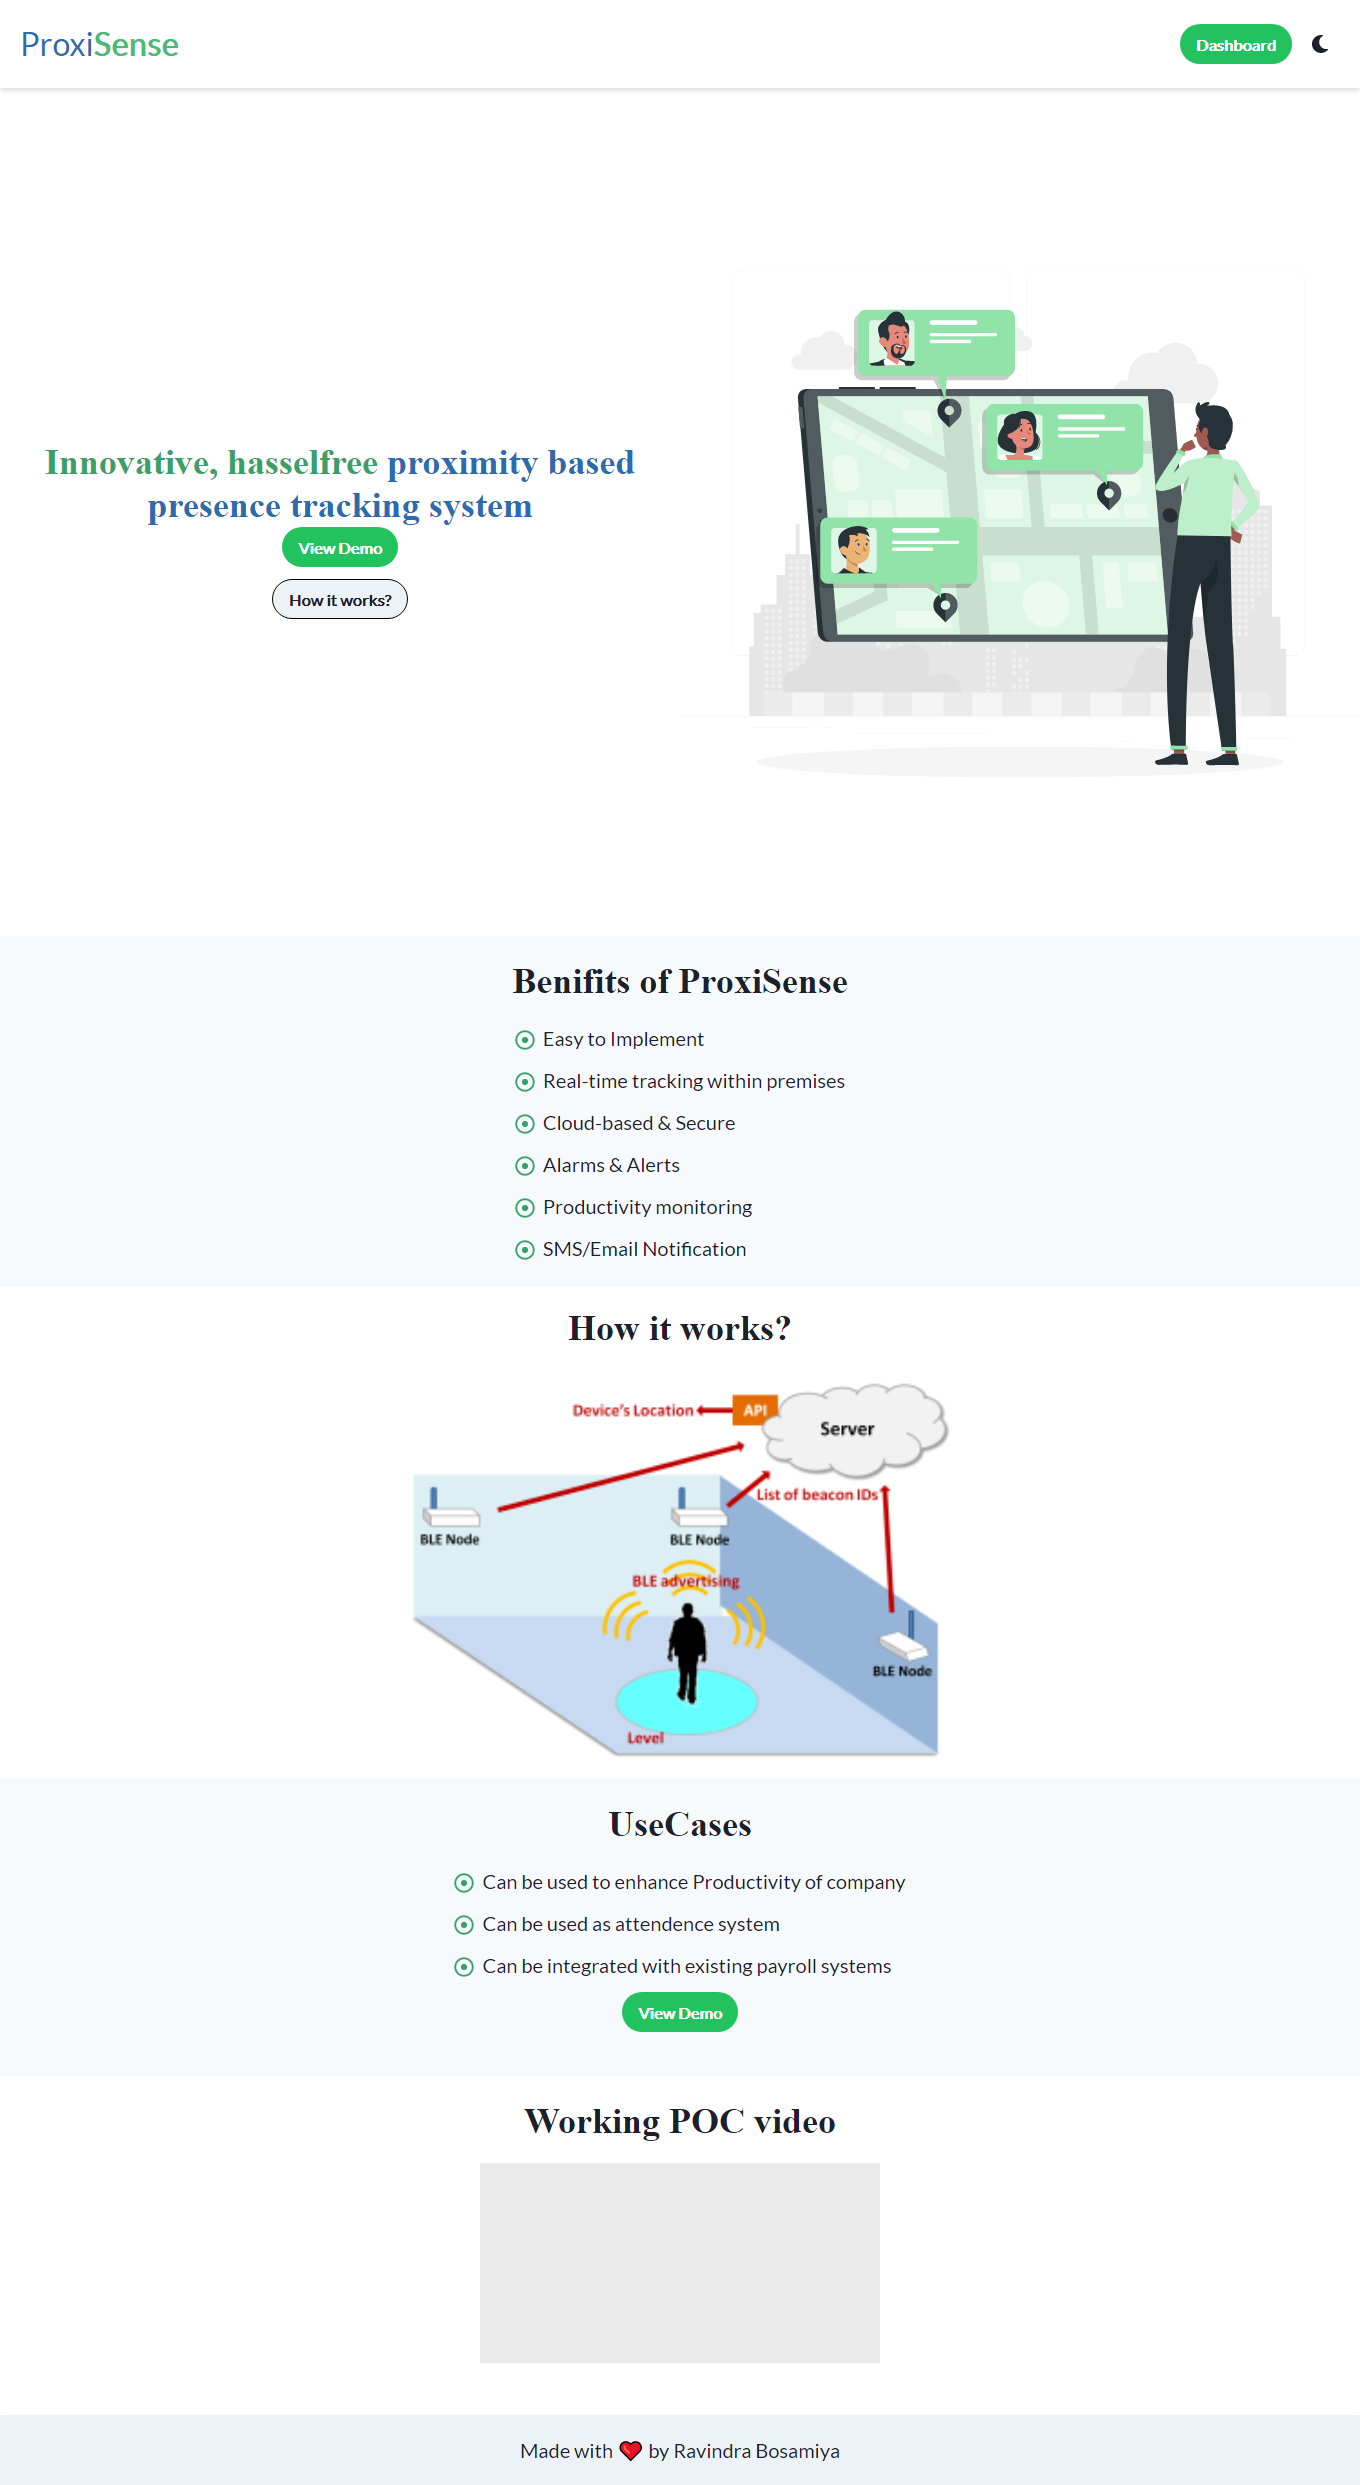 ProxiSense
Dashboard
Innovative, hasselfree proximity based
presence tracking system
View Demo
How it works?
Benifits of ProxiSense
Easy to Implement
Real-time tracking within premises
Cloud-based & Secure
Alarms & Alerts
Productivity monitoring
SMS/Email Notification
How it works?
Device's Location
API
Server
List of beacon IDs
BLE Node
BLE Node
BLE advertising
BLE Node
Level
UseCases
Can be used to enhance Productivity of company
Can be used as attendence system
Can be integrated with existing payroll systems
View Demo
Working POC video
Made with ❤️ by Ravindra Bosamiya